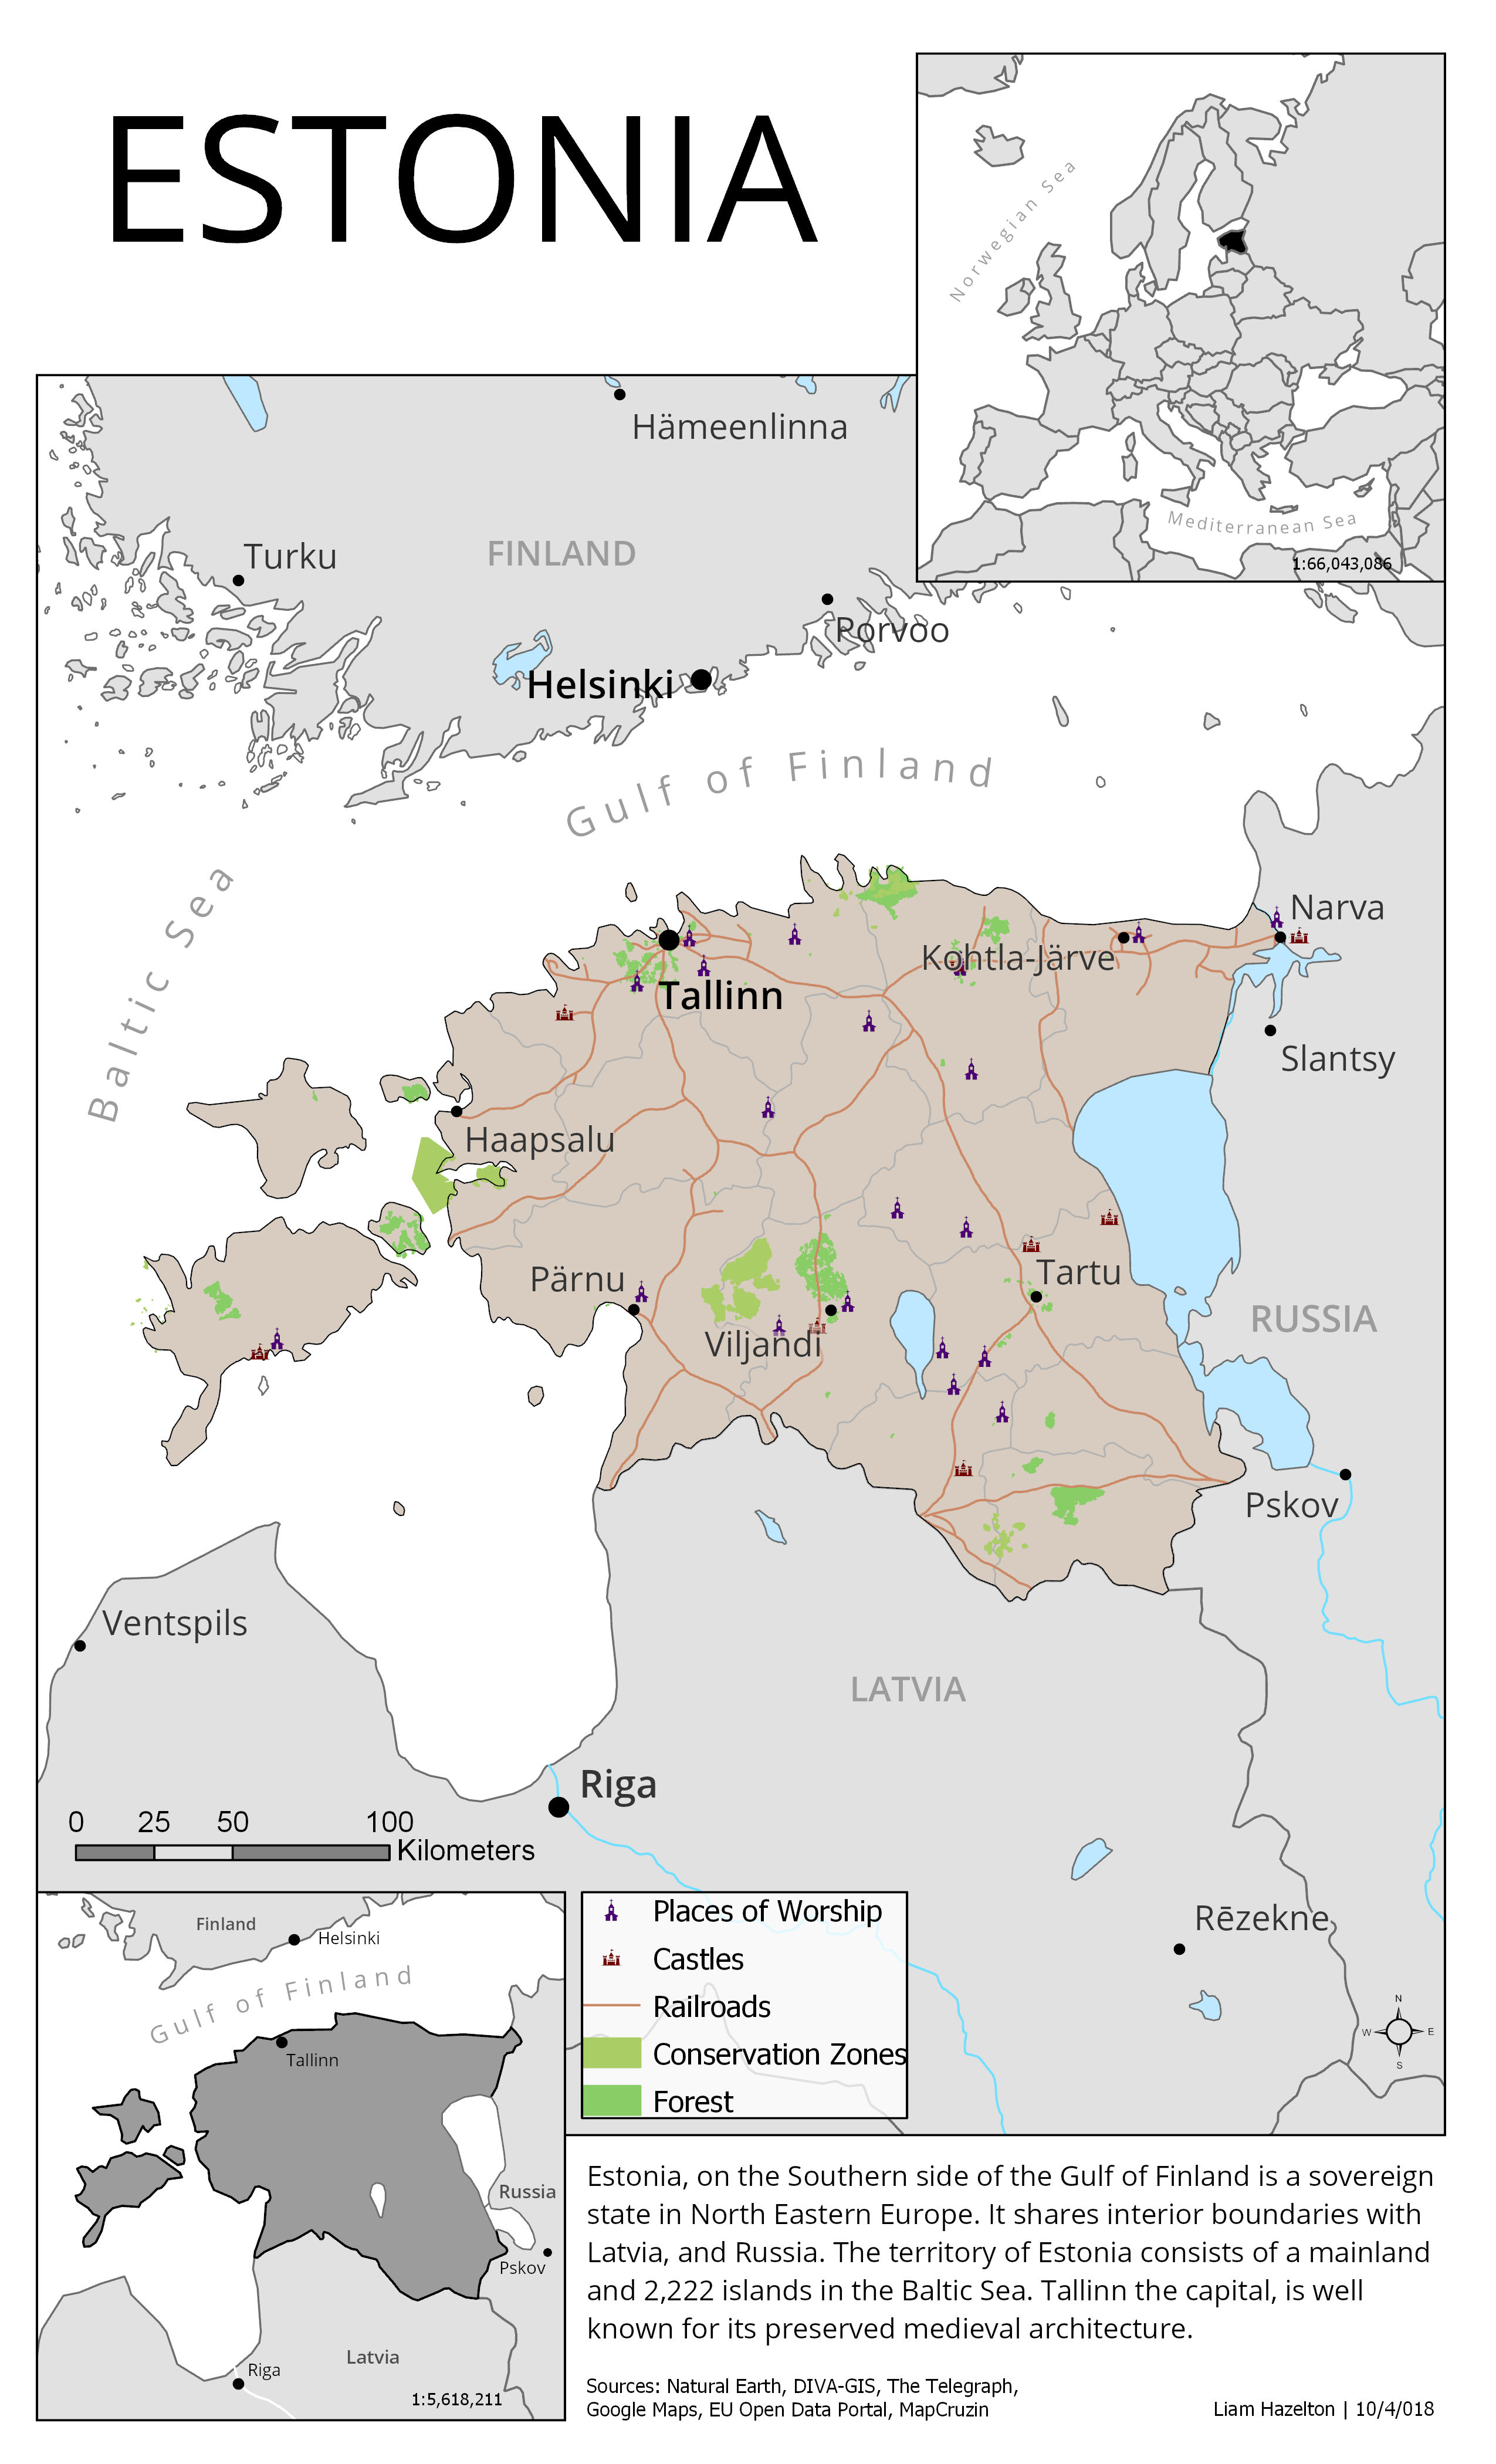 ESTONIA
Norwegian Sea
Mediterranean Sea
1:66,043,086
Hämeenlinna
Turku
FINLAND
Porvoo
Helsinki
Gulf of Finland
Baltic Sea
Narva
Kohtla-Järve
Tallinn
Slantsy
Haapsalu
Pärnu
Tartu
RUSSIA
Viljandi
Pskov
Ventspils
LATVIA
Riga
0 25 50 100
Kilometers
Rēzekne
N
W E
S
Places of Worship
Castles
Railroads
Conservation Zones
Forest
Finland
Helsinki
Gulf of Finland
Tallinn
Russia
Pskov
Latvia
Riga
1:5,618,211
Estonia, on the Southern side of the Gulf of Finland is a sovereign
state in North Eastern Europe. It shares interior boundaries with
Latvia, and Russia. The territory of Estonia consists of a mainland
and 2,222 islands in the Baltic Sea. Tallinn the capital, is well
known for its preserved medieval architecture.
Sources: Natural Earth, DIVA-GIS, The Telegraph,
Google Maps, EU Open Data Portal, MapCruzin
Liam Hazelton | 10/4/018